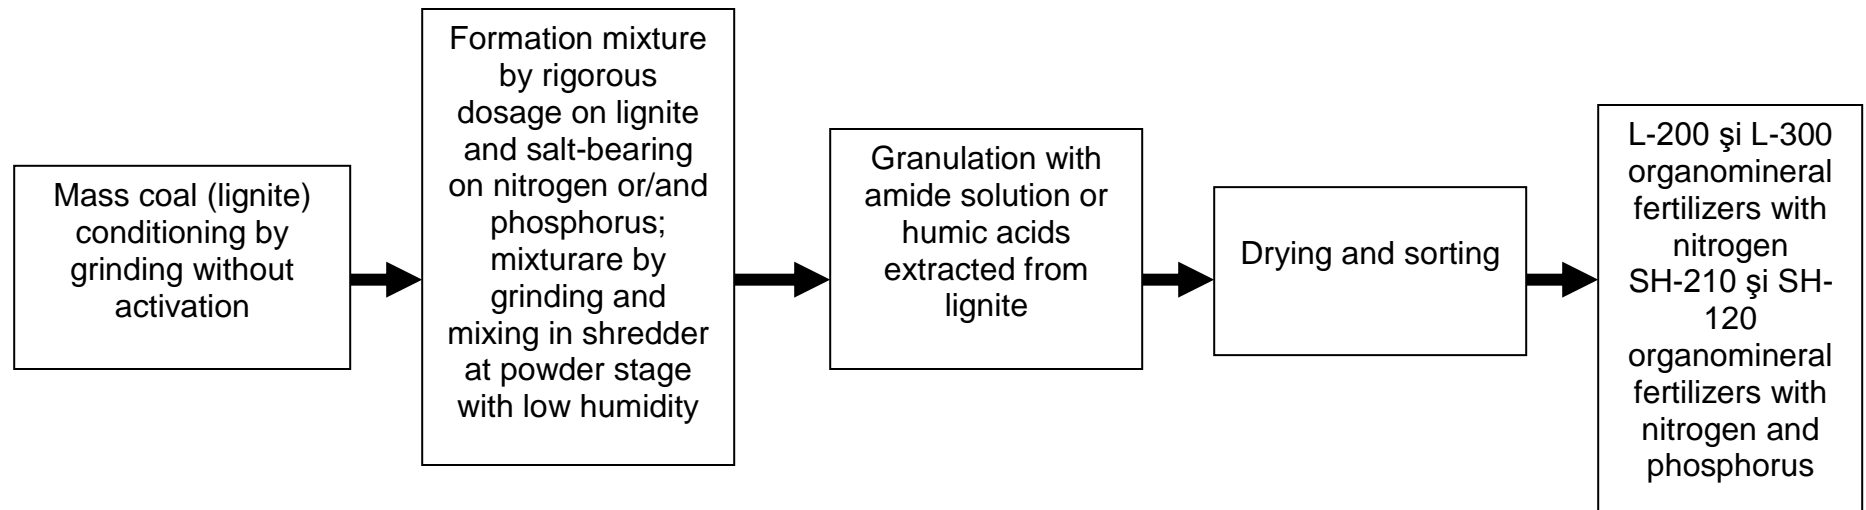 Mass coal (lignite)
conditioning by
grinding without
activation
Formation mixture
by rigorous
dosage on lignite
and salt-bearing
on nitrogen or/and
phosphorus;
mixturare by
grinding and
mixing in shredder
at powder stage
with low humidity
Granulation with
amide solution or
humic acids
extracted from
lignite
Drying and sorting
L-200 şi L-300
organomineral
fertilizers with
nitrogen
SH-210 şi SH-
120
organomineral
fertilizers with
nitrogen and
phosphorus